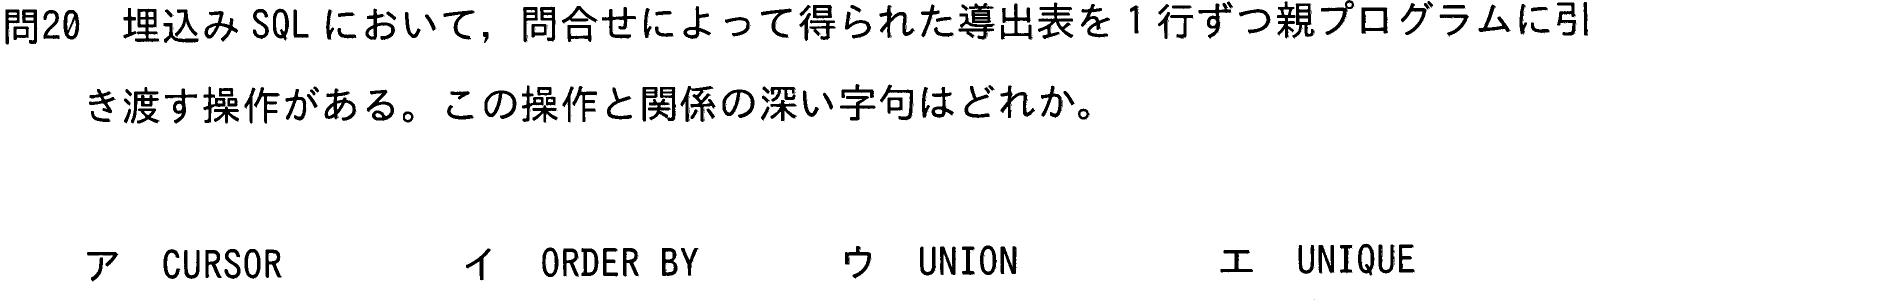 問20 埋込み SQL において，問合せによって得られた導出表を 1 行ずつ親プログラムに引
き渡す操作がある。この操作と関係の深い字句はどれか。
ア CURSOR イ ORDER BY ウ UNION エ UNIQUE